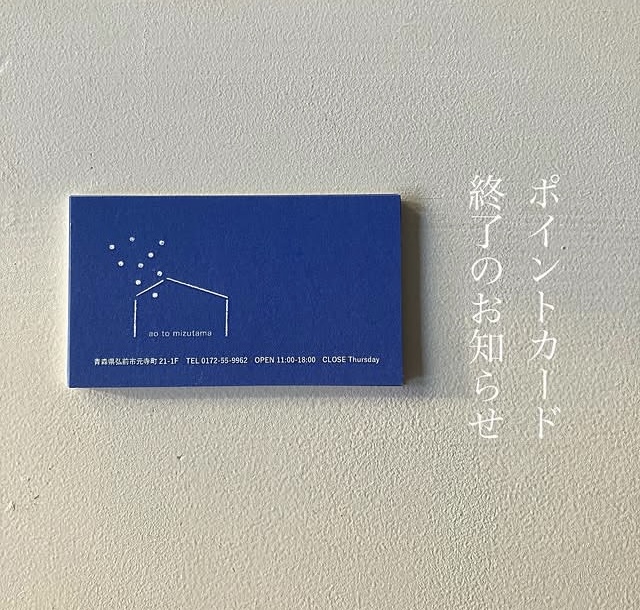 ポイントカード
終了のお知らせ
ao to mizutama
青森県弘前市元寺町 21-1F TEL 0172-55-9962 OPEN 11:00-18:00 CLOSE Thursday